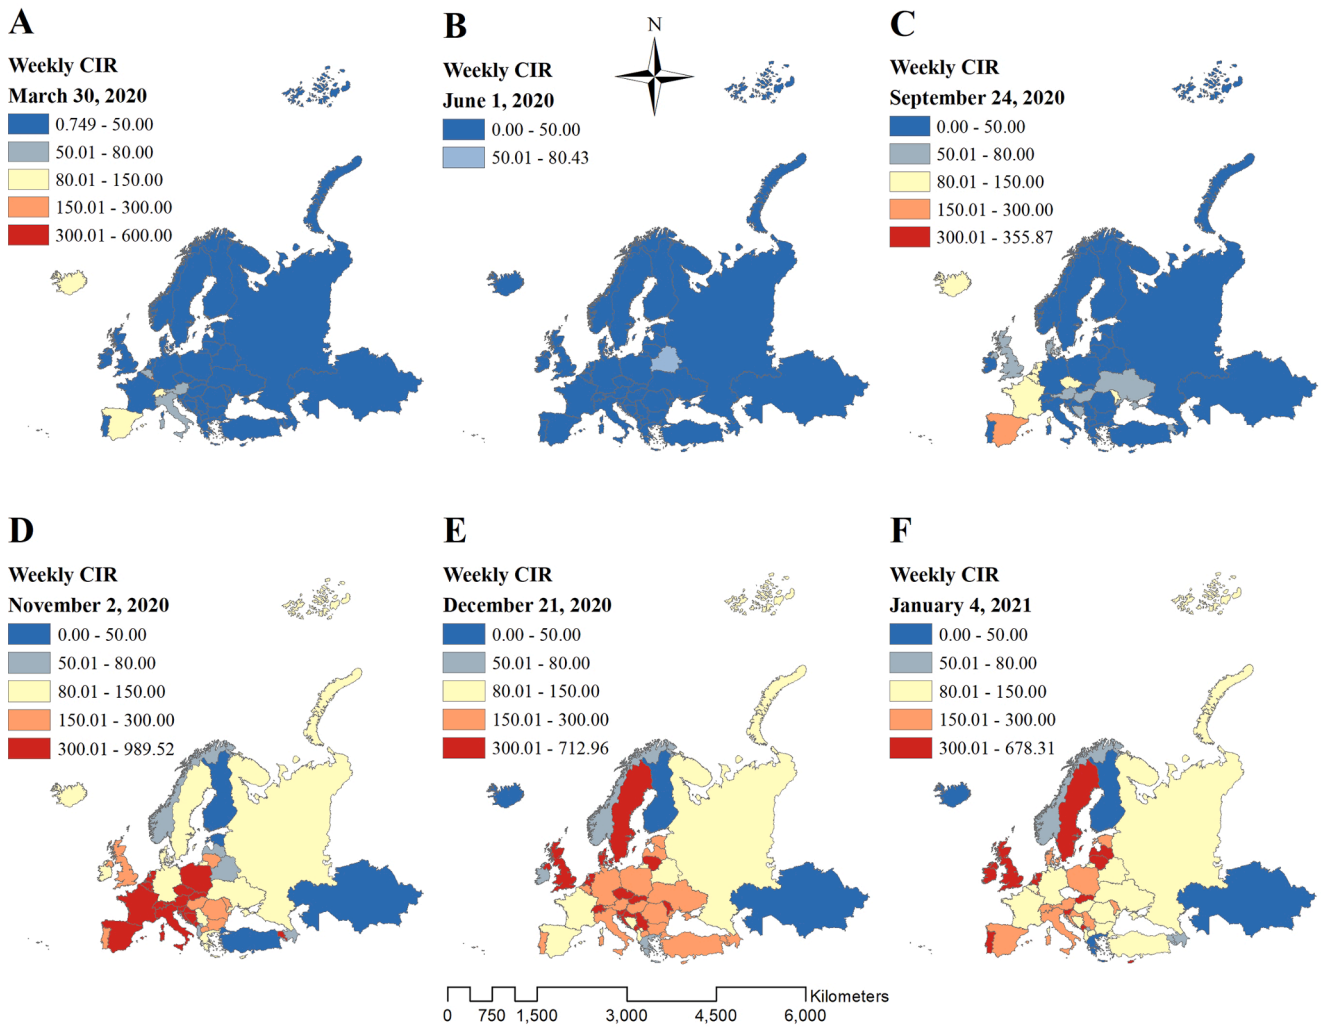 A
Weekly CIR
March 30, 2020
0.749 - 50.00
50.01 - 80.00
80.01 - 150.00
150.01 - 300.00
300.01 - 600.00
B
Weekly CIR
June 1, 2020
0.00 - 50.00
50.01 - 80.43
N
C
Weekly CIR
September 24, 2020
0.00 - 50.00
50.01 - 80.00
80.01 - 150.00
150.01 - 300.00
300.01 - 355.87
D
Weekly CIR
November 2, 2020
0.00 - 50.00
50.01 - 80.00
80.01 - 150.00
150.01 - 300.00
300.01 - 989.52
E
Weekly CIR
December 21, 2020
0.00 - 50.00
50.01 - 80.00
80.01 - 150.00
150.01 - 300.00
300.01 - 712.96
F
Weekly CIR
January 4, 2021
0.00 - 50.00
50.01 - 80.00
80.01 - 150.00
150.01 - 300.00
300.01 - 678.31
Kilometers
0 750 1,500 3,000 4,500 6,000